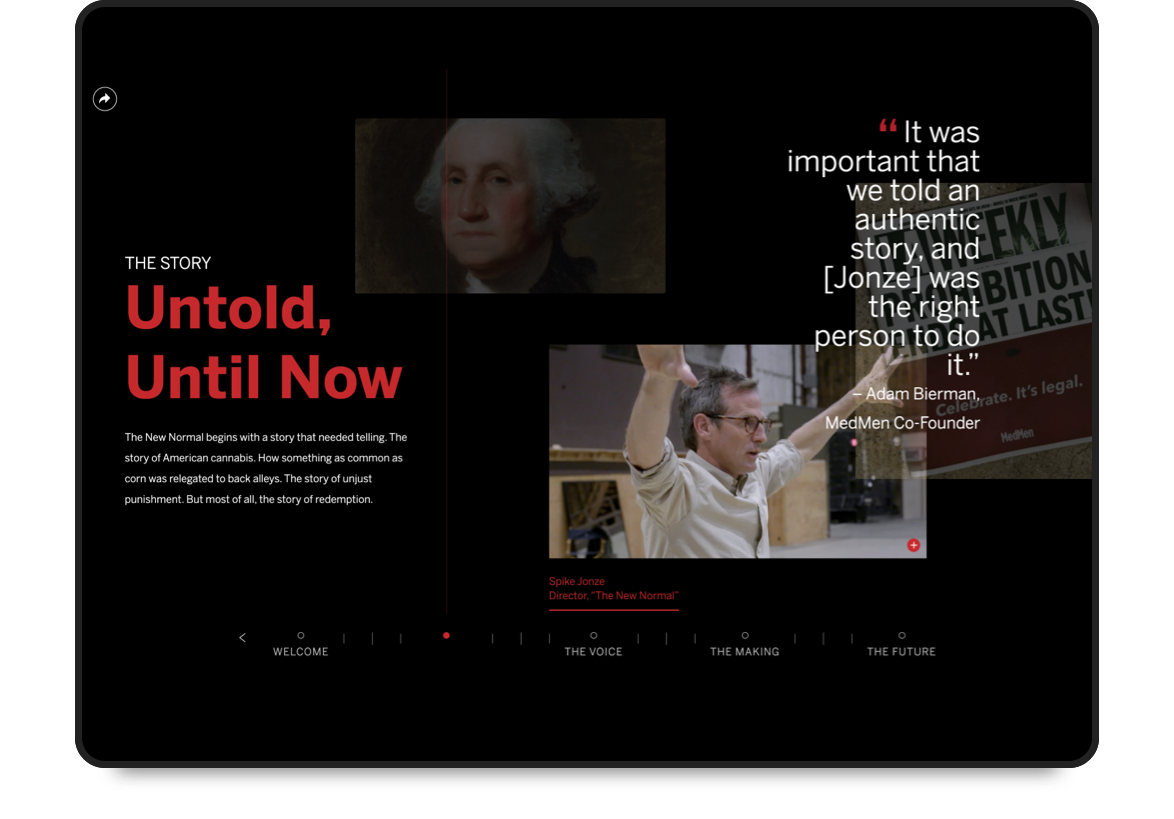 THE STORY
Untold,
Until Now
The New Normal begins with a story that needed telling. The
story of American cannabis. How something as common as
corn was relegated to back alleys. The story of unjust
punishment. But most of all, the story of redemption.
“ It was
important that
we told an
authentic
story, and
[Jonze] was
the right
person to do
it.”
– Adam Bierman,
MedMen Co-Founder
WEEKLY
AT LAST!
Celebrate. It's legal.
MedMen
Spike Jonze
Director, “The New Normal”
WELCOME
THE VOICE
THE MAKING
THE FUTURE